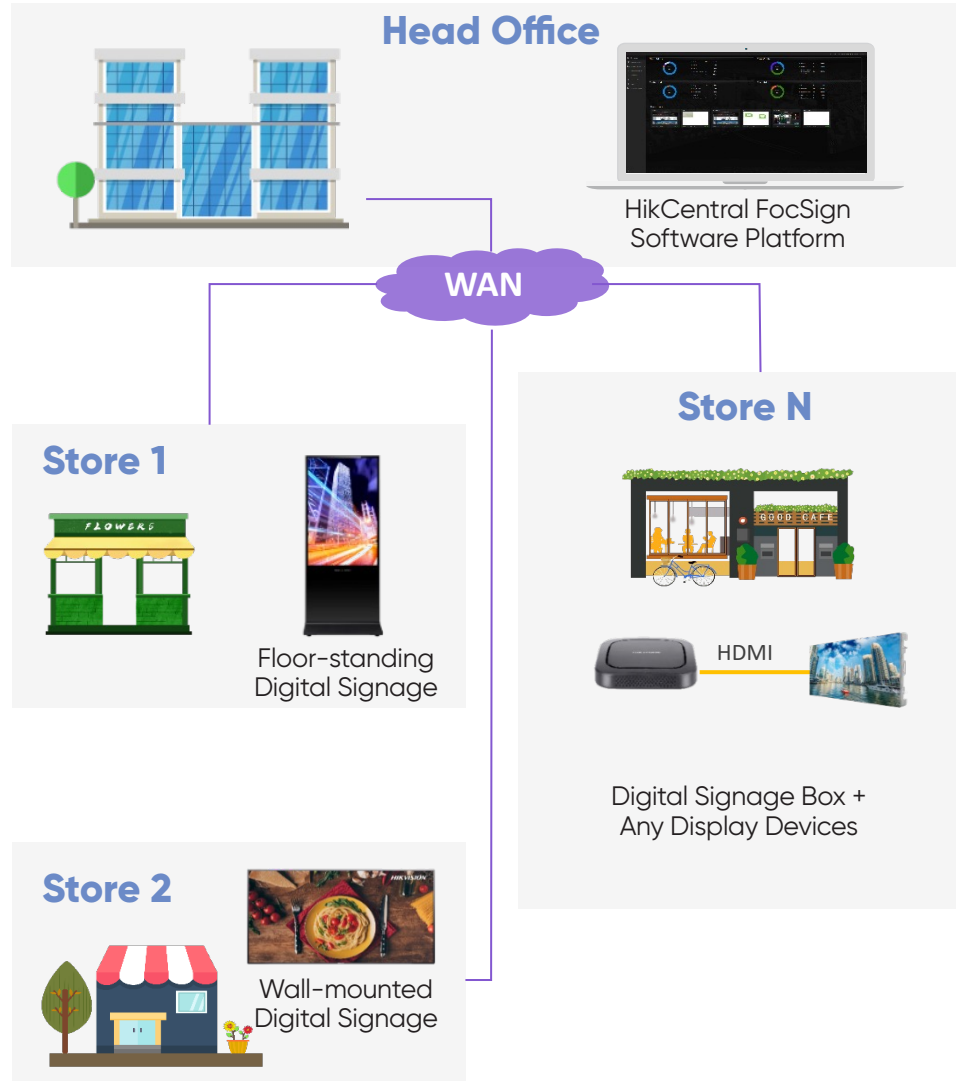 Head Office
HikCentral FocSign
Software Platform
WAN
Store 1
FLOWERS
Floor-standing
Digital Signage
Store N
GOOD CAFE
HDMI
Digital Signage Box +
Any Display Devices
Store 2
HIKVISION
Wall-mounted
Digital Signage